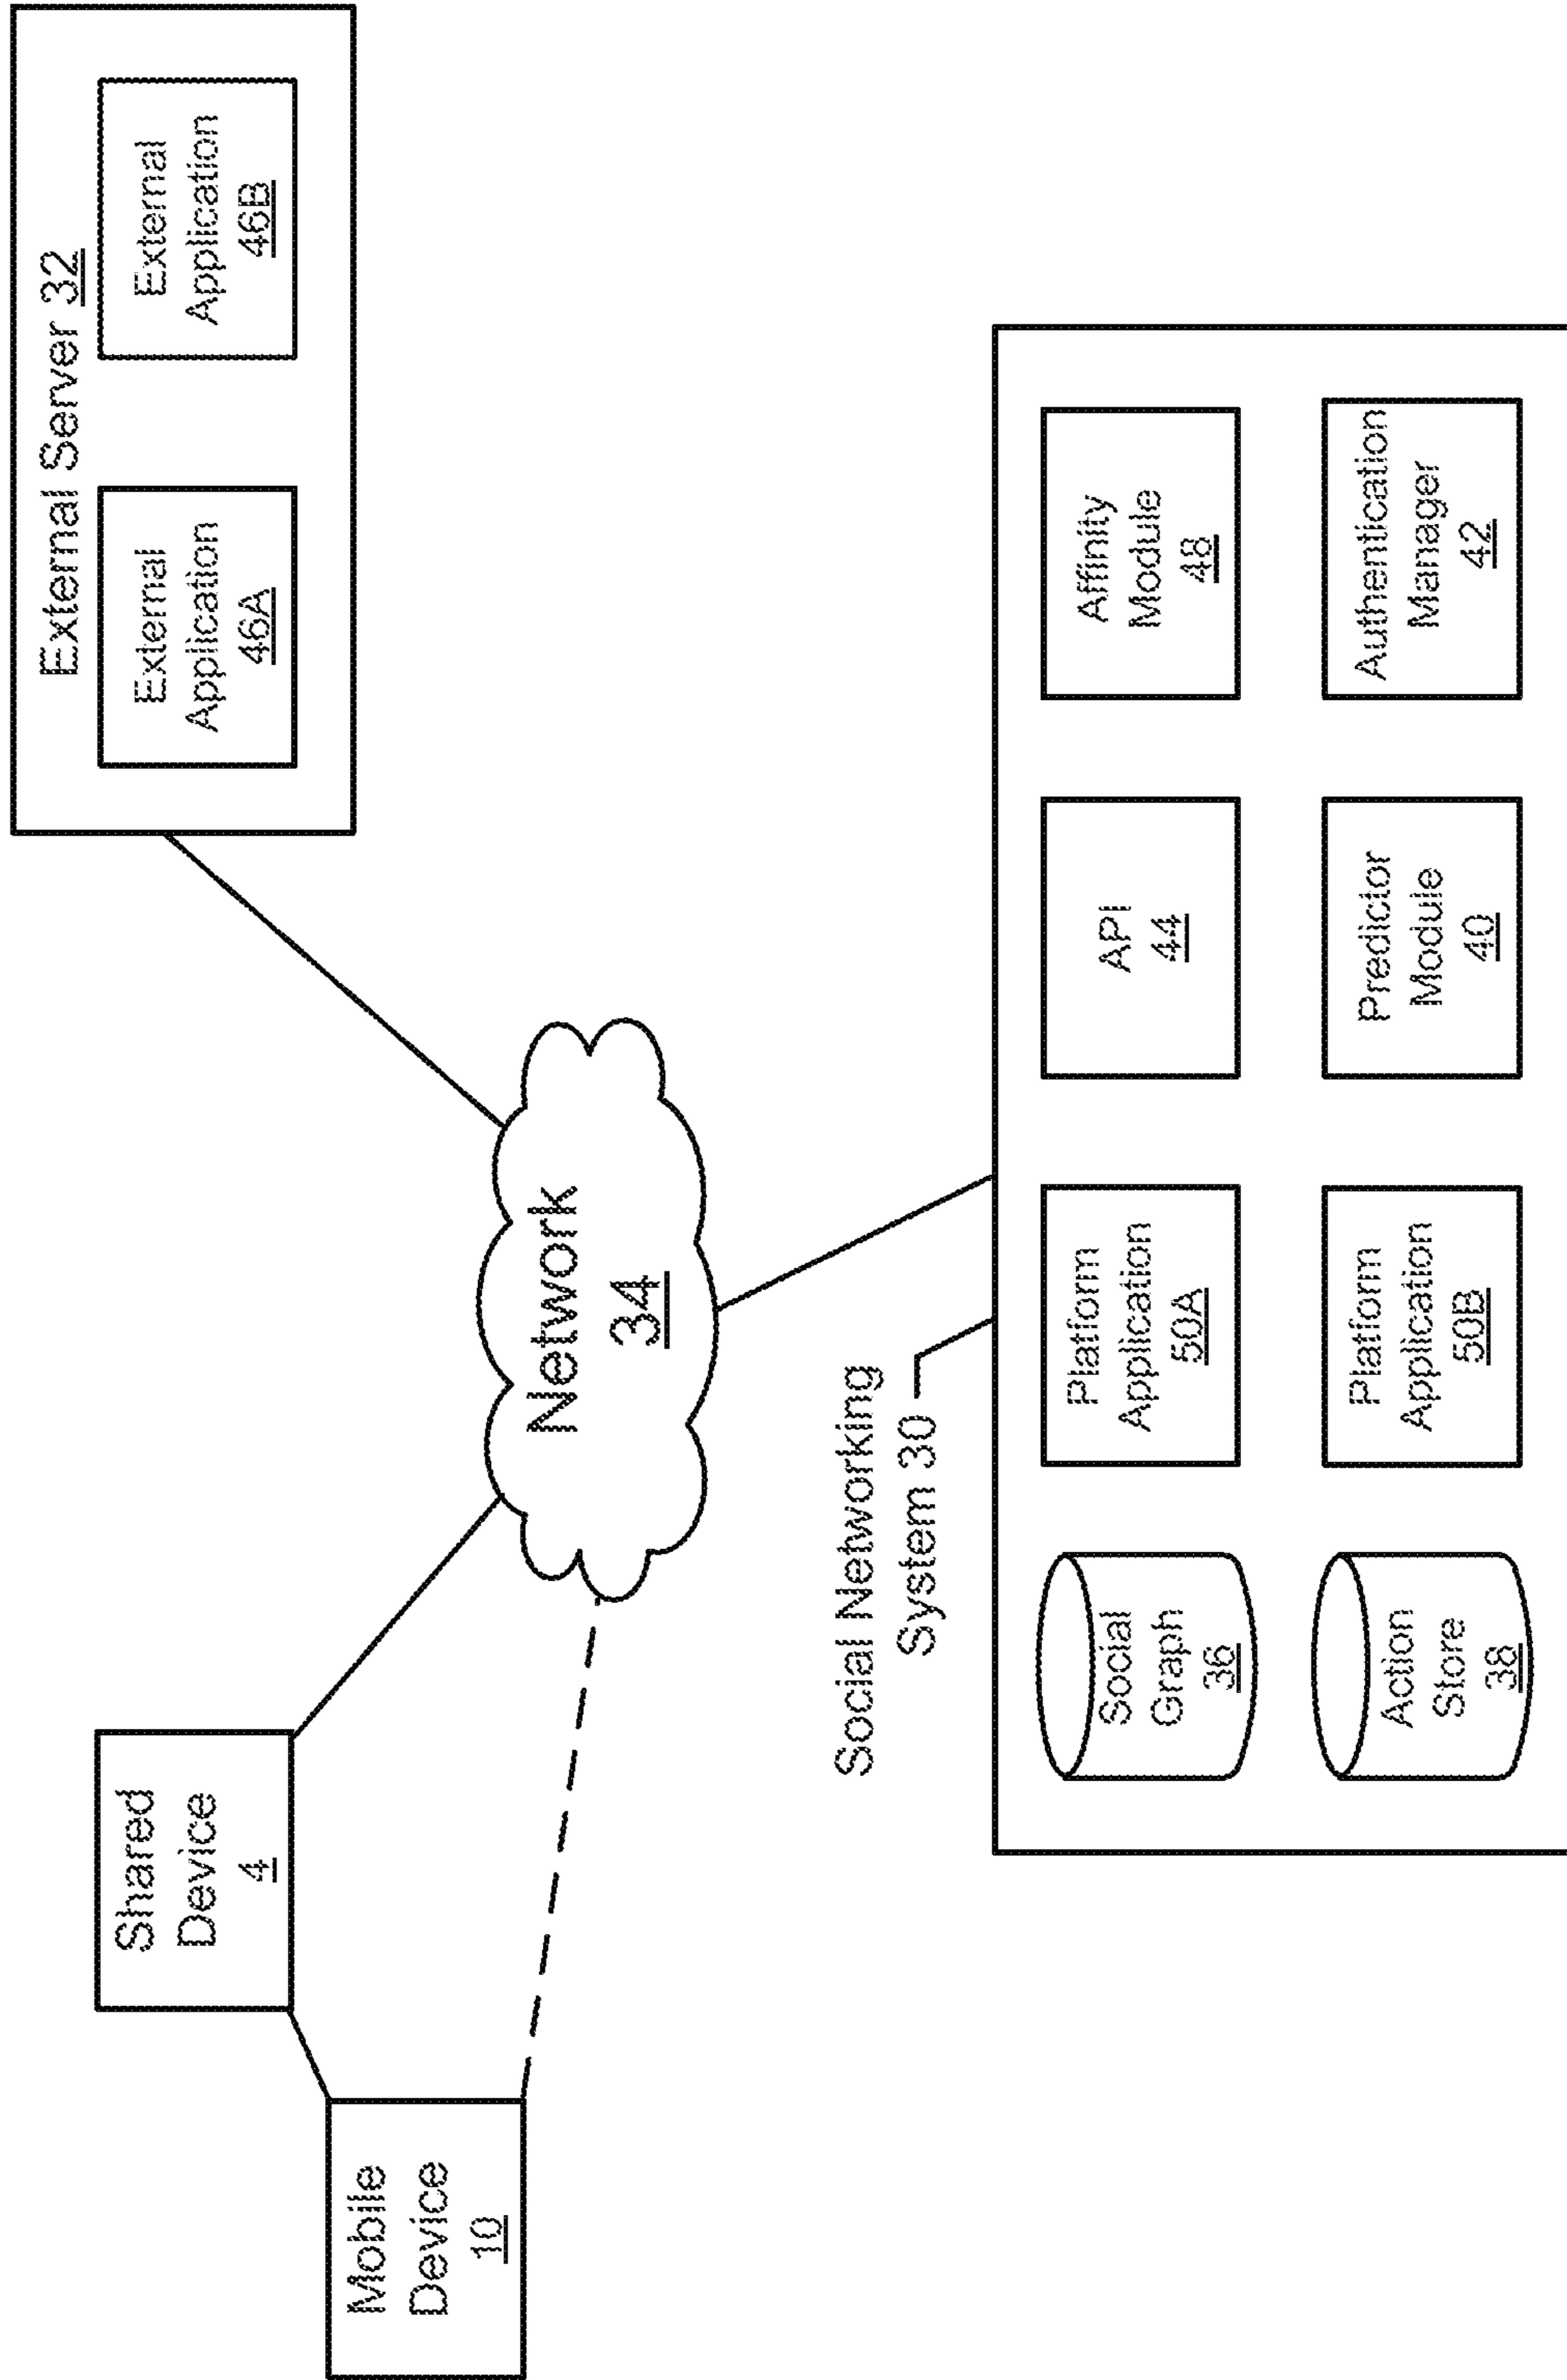 Mobile
Device
10
Shared
Device
4
Network
34
External Server 32
External
Application
46A
External
Application
46B
Social Networking
System 30
Social
Graph
36
Platform
Application
50A
API
44
Affinity
Module
48
Action
Store
38
Platform
Application
50B
Predictor
Module
40
Authentication
Manager
42